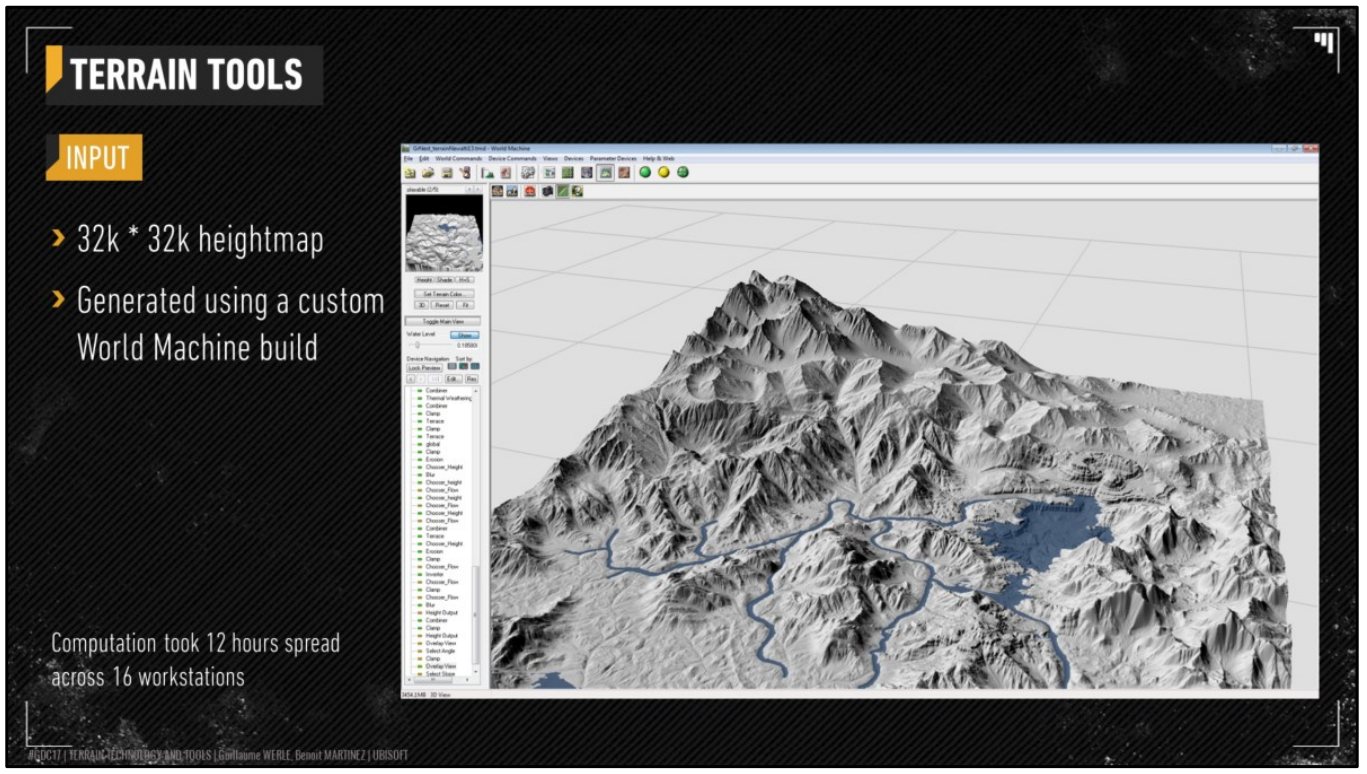 TERRAIN TOOLS
INPUT
32k * 32k heightmap
Generated using a custom
World Machine build
Computation took 12 hours spread
across 16 workstations
World Machine
File Edit World Commands Device Commands Views Devices Parameter Devices Help & Web
Height Shade H+S
Set Terrain Color...
3D Reset Fit
Toggle Main View
Water Level: Show
Device Navigation Sort by:
Lock Preview
Edit... Res
Combiner
Thermal Weathering
Combiner
Clamp
Terrace
Clamp
Terrace
global
Clamp
Erosion
Chooser_Height
Blur
Chooser_height
Chooser_Flow
Chooser_height
Chooser_Flow
Chooser_Height
Chooser_Flow
Combiner
Terrace
Chooser_Height
Erosion
Clamp
Chooser_Flow
Inverter
Chooser_Flow
Clamp
Chooser_Flow
Blur
Height Output
Combiner
Clamp
Height Output
Overlay View
Select Angle
Clamp
Overlay View
Select Slope
3D View
#GDC17 | TERRAIN TECHNOLOGY AND TOOLS | Guillaume WERLE, Benoit MARTINEZ | UBISOFT